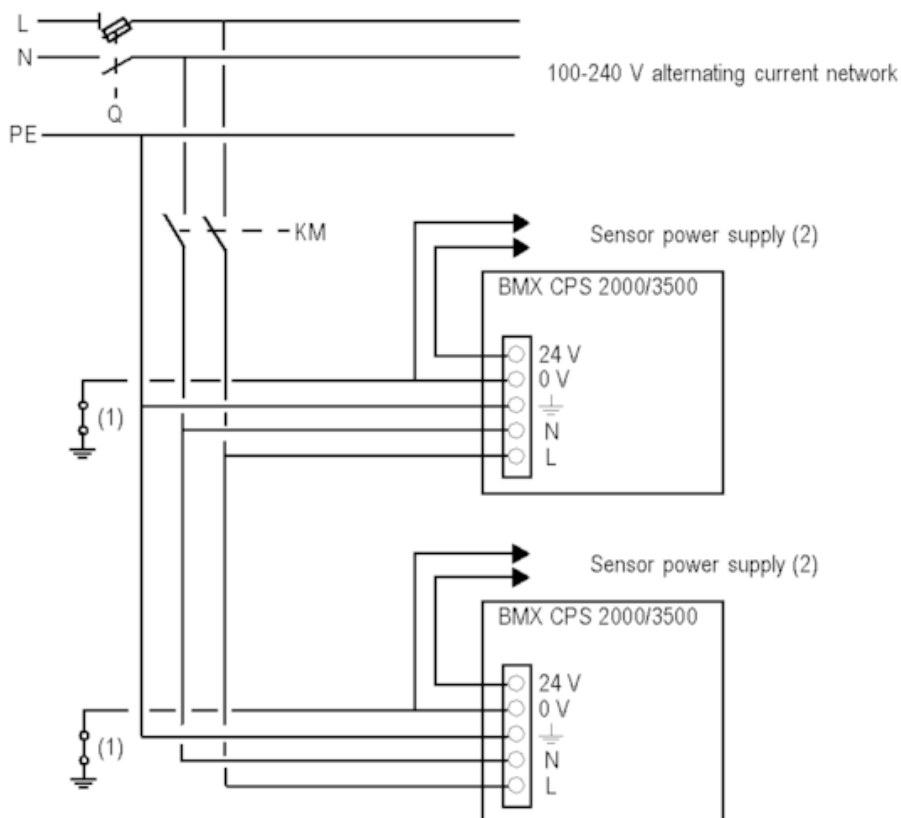 L
N
100-240 V alternating current network
Q
PE
KM
Sensor power supply (2)
BMX CPS 2000/3500
24 V
0 V
(1)
N
L
Sensor power supply (2)
BMX CPS 2000/3500
24 V
0 V
(1)
N
L